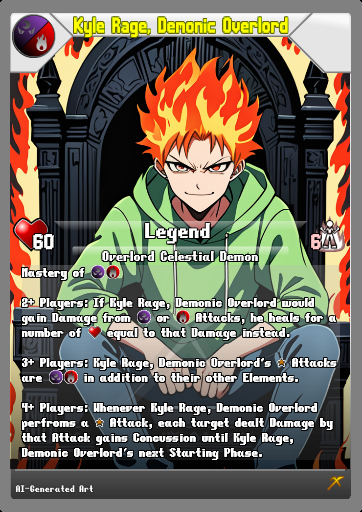 Kyle Rage, Demonic Overlord
60
Legend
6
Overlord Celestial Demon
Mastery of
2+ Players: If Kyle Rage, Demonic Overlord would
gain Damage from or Attacks, he heals for a
number of equal to that Damage instead.
3+ Players: Kyle Rage, Demonic Overlord's Attacks
are in addition to their other Elements.
4+ Players: Whenever Kyle Rage, Demonic Overlord
perfroms a Attack, each target dealt Damage by
that Attack gains Concussion until Kyle Rage,
Demonic Overlord's next Starting Phase.
AI-Generated Art